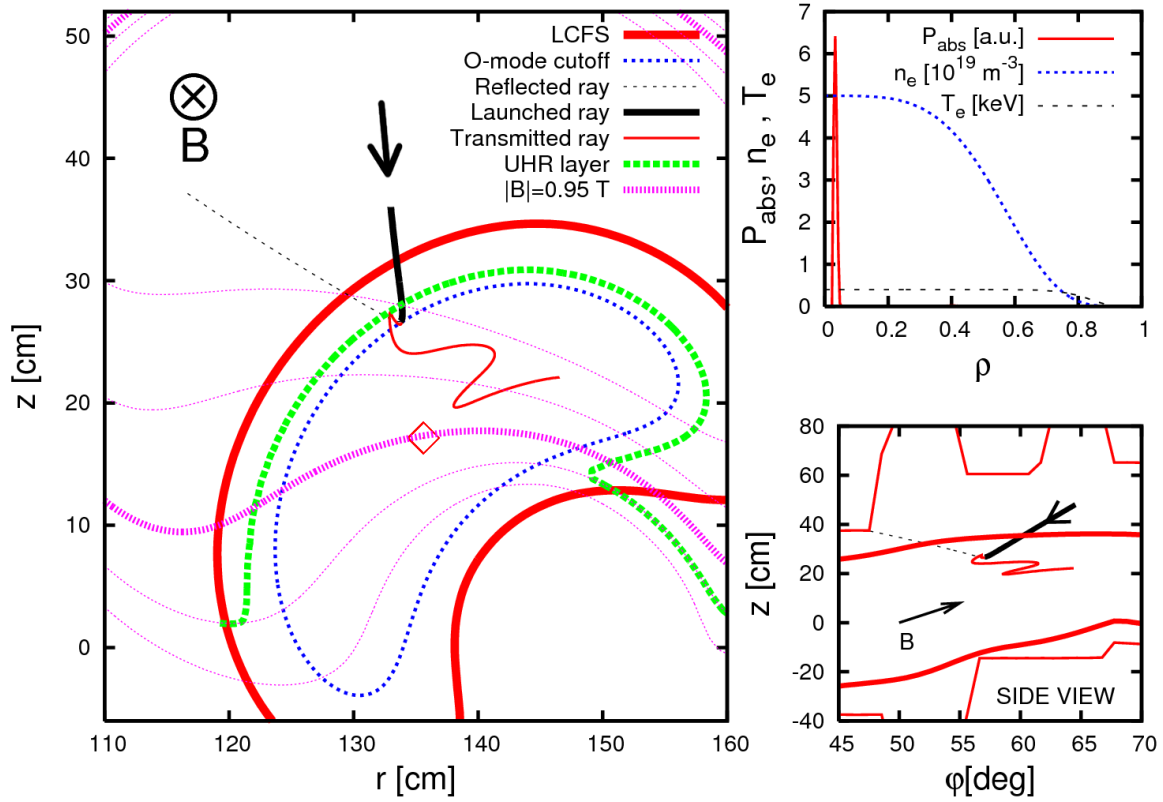 LCFS
O-mode cutoff
Reflected ray
Launched ray
Transmitted ray
UHR layer
|B|=0.95 T
B
z [cm]
50
40
30
20
10
0
110
120
130
140
150
160
r [cm]
P_abs [a.u.]
n_e [10^19 m^-3]
T_e [keV]
P_abs, n_e , T_e
7
6
5
4
3
2
1
0
0
0.2
0.4
0.6
0.8
1
ρ
z [cm]
80
60
40
20
0
-20
-40
B
SIDE VIEW
45
50
55
60
65
70
φ[deg]